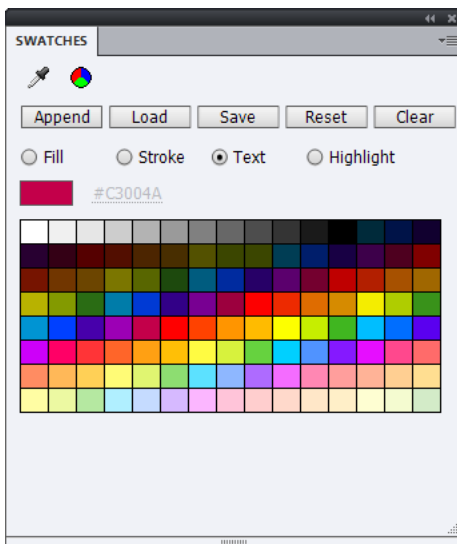 SWATCHES
Append Load Save Reset Clear
Fill Stroke Text Highlight
#C3004A